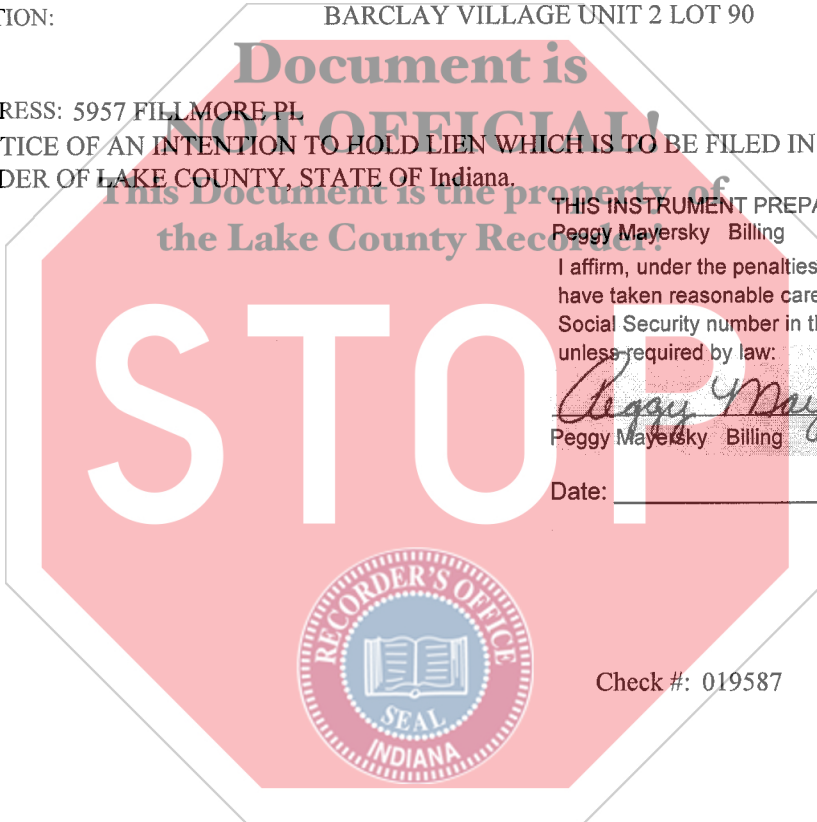 TION:
BARCLAY VILLAGE UNIT 2 LOT 90
Document is
RESS: 5957 FILLMORE PL
NOT OFFICIAL!
TICE OF AN INTENTION TO HOLD LIEN WHICH IS TO BE FILED IN
DER OF LAKE COUNTY, STATE OF Indiana.
This Document is the property of
the Lake County Recorder!
THIS INSTRUMENT PREPA
Peggy Mayersky Billing
I affirm, under the penalties
have taken reasonable care
Social Security number in th
unless required by law:
Peggy May
Peggy Mayersky Billing
Date:
STOP
RECORDER'S OFFICE
SEAL
INDIANA
Check #: 019587